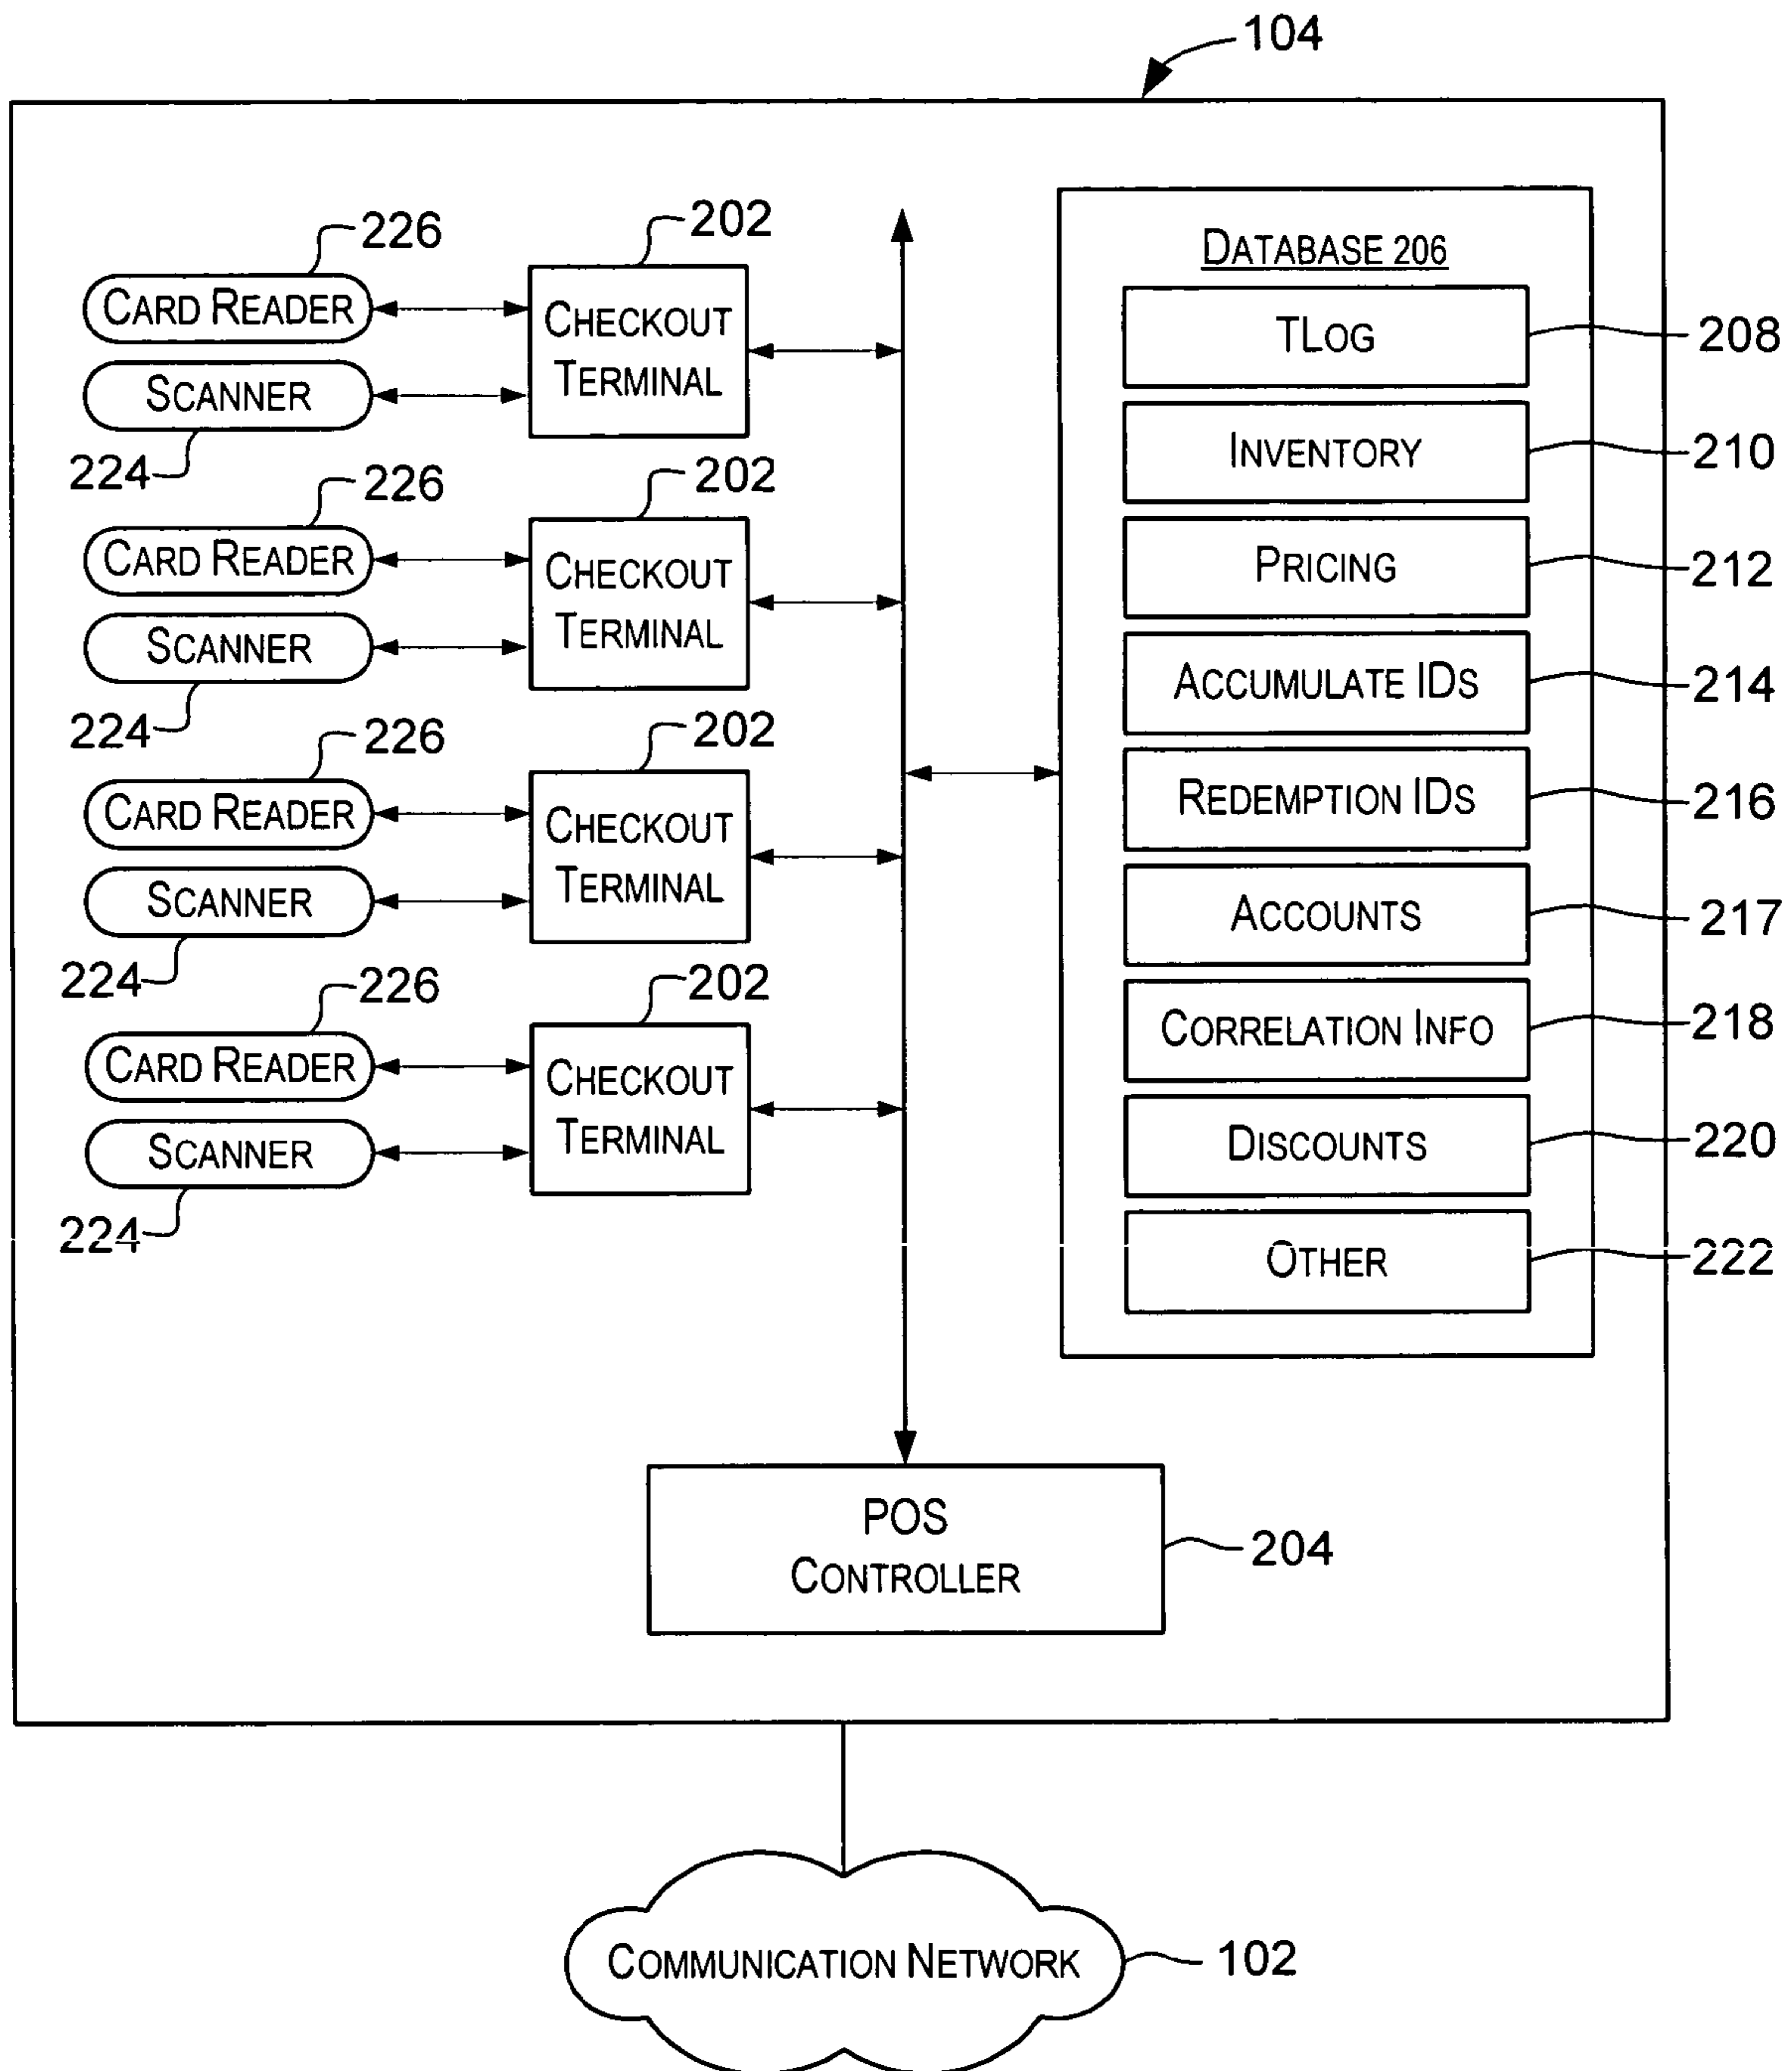 104
226
202
CARD READER
SCANNER
CHECKOUT
TERMINAL
224
226
202
CARD READER
SCANNER
CHECKOUT
TERMINAL
224
226
202
CARD READER
SCANNER
CHECKOUT
TERMINAL
224
226
202
CARD READER
SCANNER
CHECKOUT
TERMINAL
224
DATABASE 206
TLOG
208
INVENTORY
210
PRICING
212
ACCUMULATE IDS
214
REDEMPTION IDS
216
ACCOUNTS
217
CORRELATION INFO
218
DISCOUNTS
220
OTHER
222
POS
CONTROLLER
204
COMMUNICATION NETWORK
102